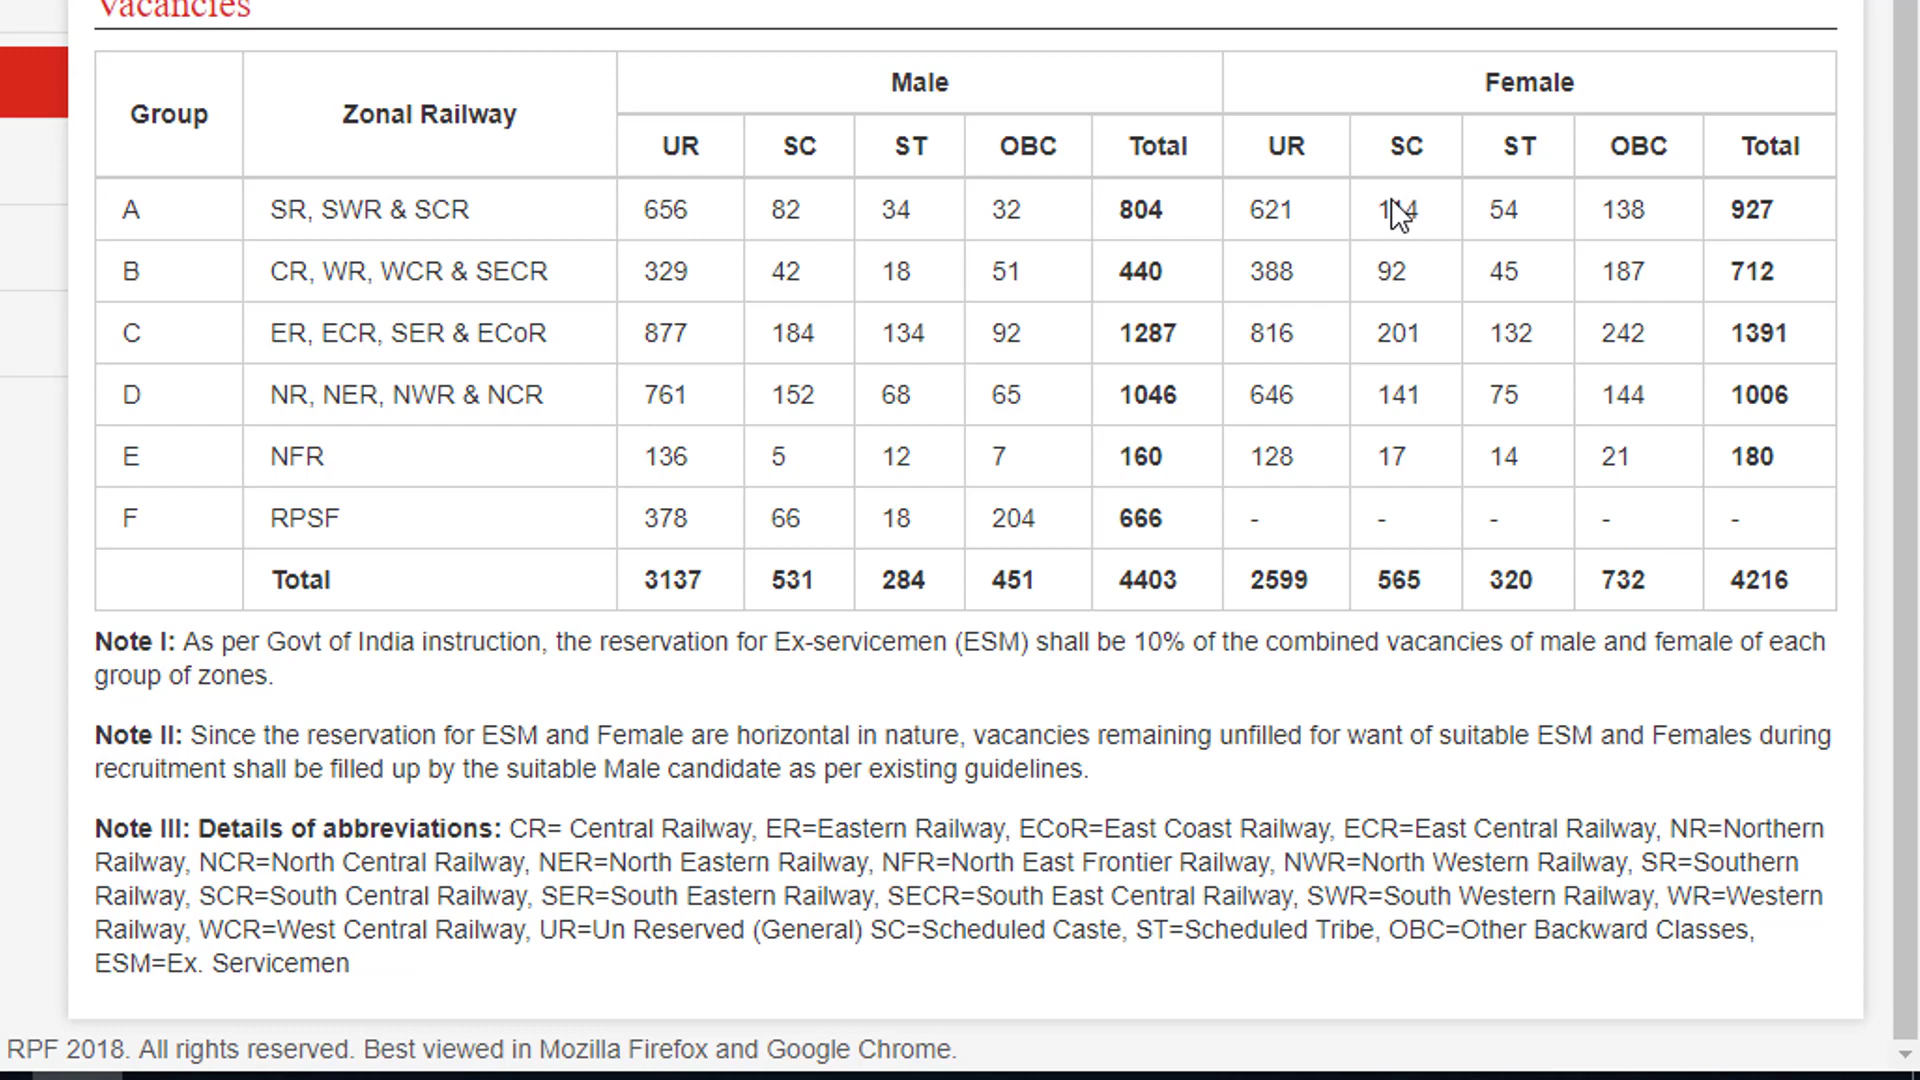 Vacancies
Group Zonal Railway Male Female
UR SC ST OBC Total UR SC ST OBC Total
A SR, SWR & SCR 656 82 34 32 804 621 54 138 927
B CR, WR, WCR & SECR 329 42 18 51 440 388 92 45 187 712
C ER, ECR, SER & ECoR 877 184 134 92 1287 816 201 132 242 1391
D NR, NER, NWR & NCR 761 152 68 65 1046 646 141 75 144 1006
E NFR 136 5 12 7 160 128 17 14 21 180
F RPSF 378 66 18 204 666 - - - - -
Total 3137 531 284 451 4403 2599 565 320 732 4216
Note I: As per Govt of India instruction, the reservation for Ex-servicemen (ESM) shall be 10% of the combined vacancies of male and female of each
group of zones.
Note II: Since the reservation for ESM and Female are horizontal in nature, vacancies remaining unfilled for want of suitable ESM and Females during
recruitment shall be filled up by the suitable Male candidate as per existing guidelines.
Note III: Details of abbreviations: CR= Central Railway, ER=Eastern Railway, ECoR=East Coast Railway, ECR=East Central Railway, NR=Northern
Railway, NCR=North Central Railway, NER=North Eastern Railway, NFR=North East Frontier Railway, NWR=North Western Railway, SR=Southern
Railway, SCR=South Central Railway, SER=South Eastern Railway, SECR=South East Central Railway, SWR=South Western Railway, WR=Western
Railway, WCR=West Central Railway, UR=Un Reserved (General) SC=Scheduled Caste, ST=Scheduled Tribe, OBC=Other Backward Classes,
ESM=Ex. Servicemen
RPF 2018. All rights reserved. Best viewed in Mozilla Firefox and Google Chrome.